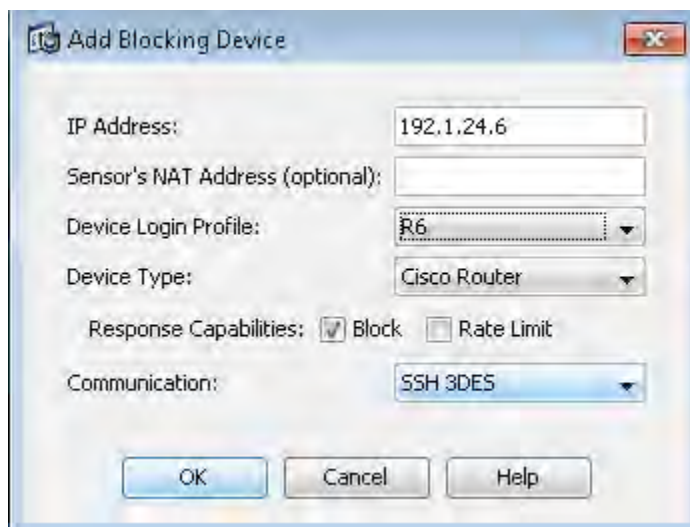 Add Blocking Device
IP Address: 192.1.24.6
Sensor's NAT Address (optional):
Device Login Profile: R6
Device Type: Cisco Router
Response Capabilities: Block Rate Limit
Communication: SSH 3DES
OK Cancel Help